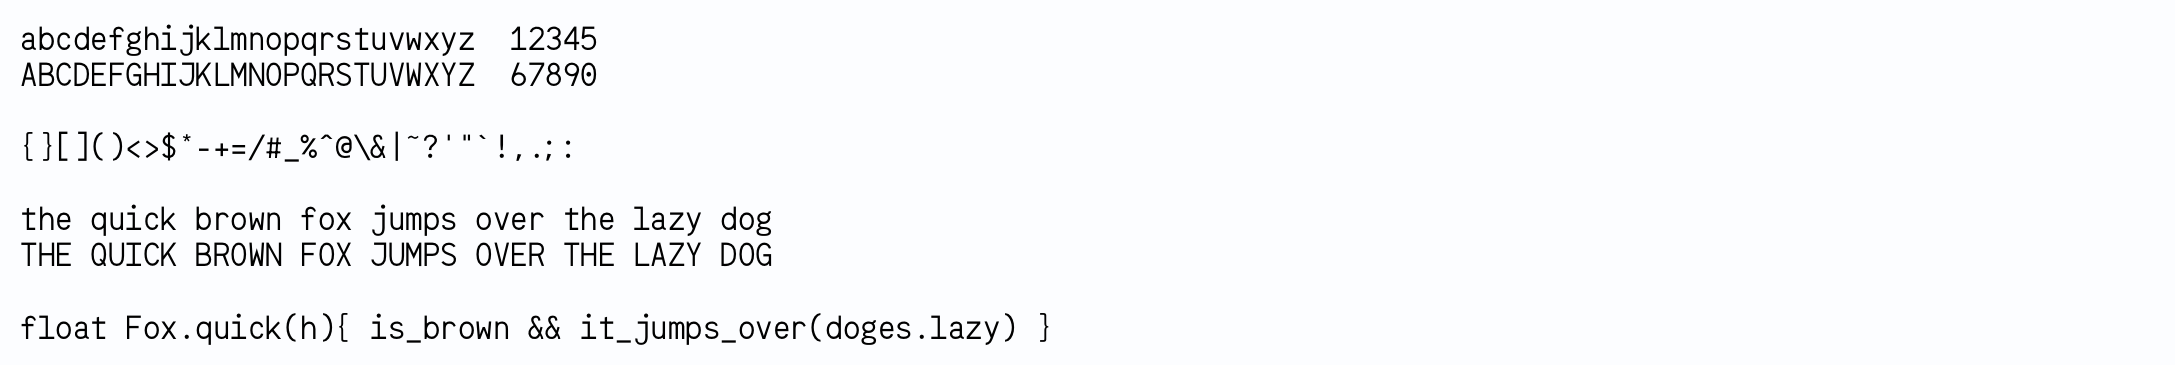 abcdefghijklmnopqrstuvwxyz  12345
ABCDEFGHIJKLMNOPQRSTUVWXYZ  67890
{}[]()<>$*-+=/#_%^@\&|~?'"`!,.;:
the quick brown fox jumps over the lazy dog
THE QUICK BROWN FOX JUMPS OVER THE LAZY DOG
float Fox.quick(h){ is_brown && it_jumps_over(doges.lazy) }